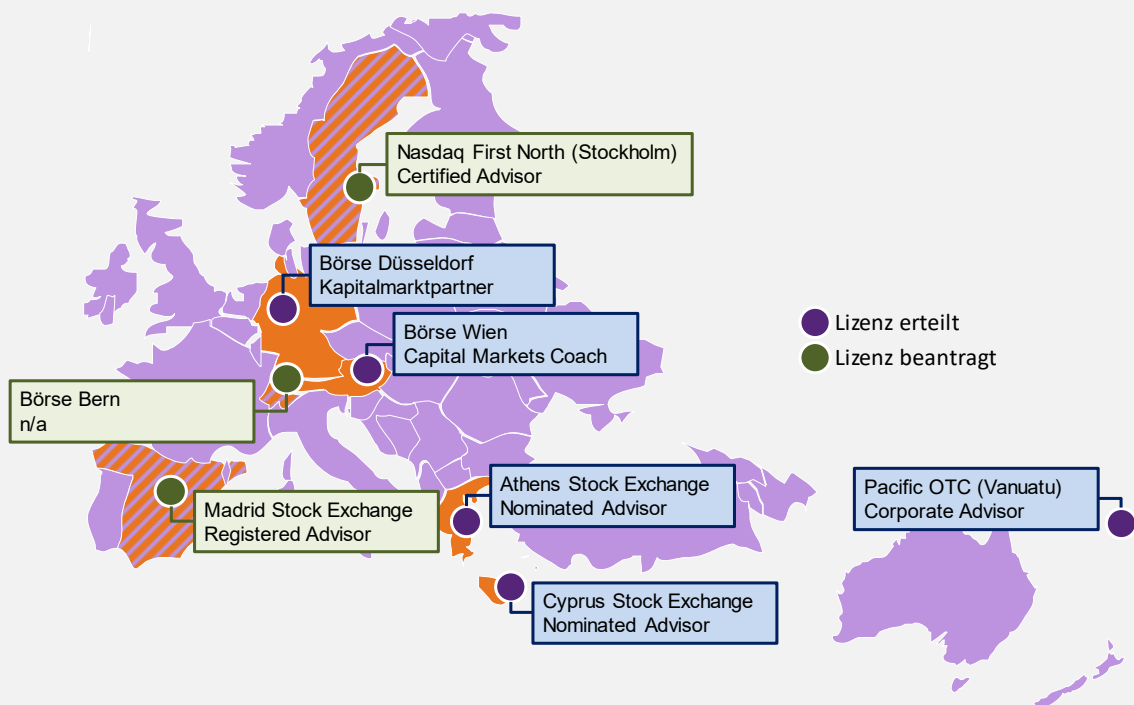 Nasdaq First North (Stockholm)
Certified Advisor
Börse Düsseldorf
Kapitalmarktpartner
Börse Wien
Capital Markets Coach
Lizenz erteilt
Lizenz beantragt
Börse Bern
n/a
Madrid Stock Exchange
Registered Advisor
Athens Stock Exchange
Nominated Advisor
Pacific OTC (Vanuatu)
Corporate Advisor
Cyprus Stock Exchange
Nominated Advisor